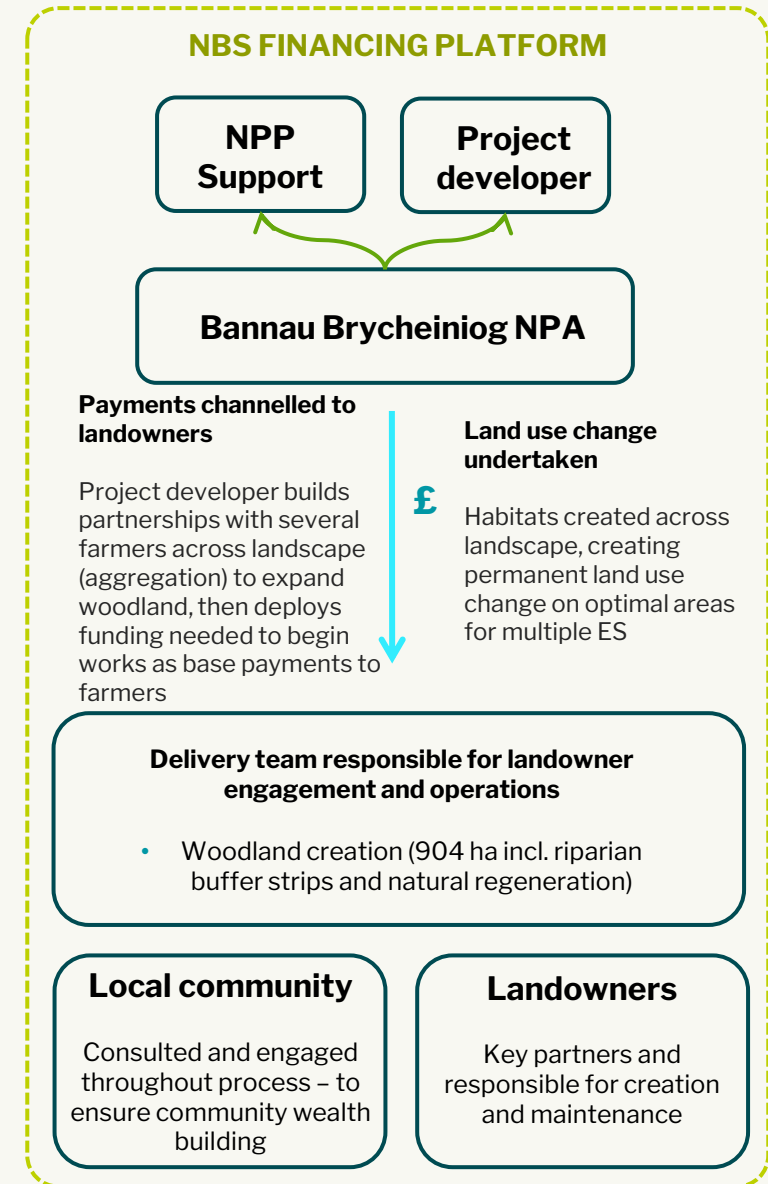 NBS FINANCING PLATFORM
NPP
Support
Project
developer
Bannau Brycheiniog NPA
Payments channelled to
landowners
Project developer builds
partnerships with several
farmers across landscape
(aggregation) to expand
woodland, then deploys
funding needed to begin
works as base payments to
farmers
£
Land use change
undertaken
Habitats created across
landscape, creating
permanent land use
change on optimal areas
for multiple ES
Delivery team responsible for landowner
engagement and operations
• Woodland creation (904 ha incl. riparian
buffer strips and natural regeneration)
Local community
Consulted and engaged
throughout process – to
ensure community wealth
building
Landowners
Key partners and
responsible for creation
and maintenance